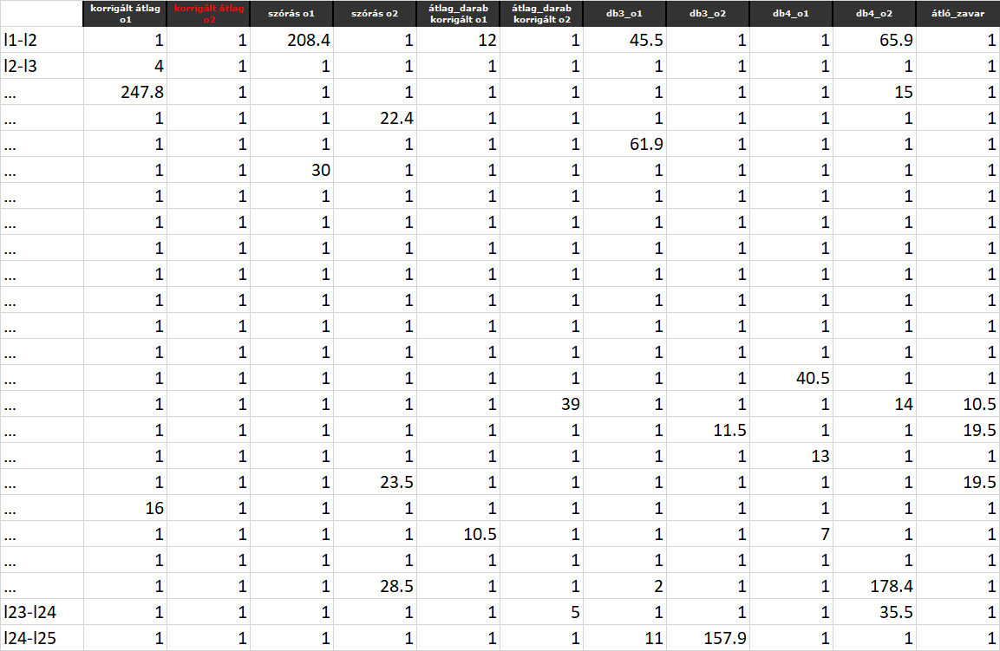 korrigált átlag o1 korrigált átlag o2 szórás o1 szórás o2 átlag_darab korrigált o1 átlag_darab korrigált o2 db3_o1 db3_o2 db4_o1 db4_o2 átló_zavar
l1-l2 1 1 208.4 1 12 1 45.5 1 1 65.9 1
l2-l3 4 1 1 1 1 1 1 1 1 1 1
... 247.8 1 1 1 1 1 1 1 1 15 1
... 1 1 1 22.4 1 1 1 1 1 1 1
... 1 1 1 1 1 1 61.9 1 1 1 1
... 1 1 30 1 1 1 1 1 1 1 1
... 1 1 1 1 1 1 1 1 1 1 1
... 1 1 1 1 1 1 1 1 1 1 1
... 1 1 1 1 1 1 1 1 1 1 1
... 1 1 1 1 1 1 1 1 1 1 1
... 1 1 1 1 1 1 1 1 1 1 1
... 1 1 1 1 1 1 1 1 1 1 1
... 1 1 1 1 1 1 1 1 1 1 1
... 1 1 1 1 1 1 1 1 40.5 1 1
... 1 1 1 1 1 39 1 1 1 14 10.5
... 1 1 1 1 1 1 1 11.5 1 1 19.5
... 1 1 1 1 1 1 1 1 13 1 1
... 1 1 1 23.5 1 1 1 1 1 1 19.5
... 16 1 1 1 1 1 1 1 1 1 1
... 1 1 1 1 10.5 1 1 1 7 1 1
... 1 1 1 1 1 1 1 1 1 1 1
... 1 1 1 28.5 1 1 2 1 1 178.4 1
l23-l24 1 1 1 1 1 5 1 1 1 35.5 1
l24-l25 1 1 1 1 1 1 11 157.9 1 1 1